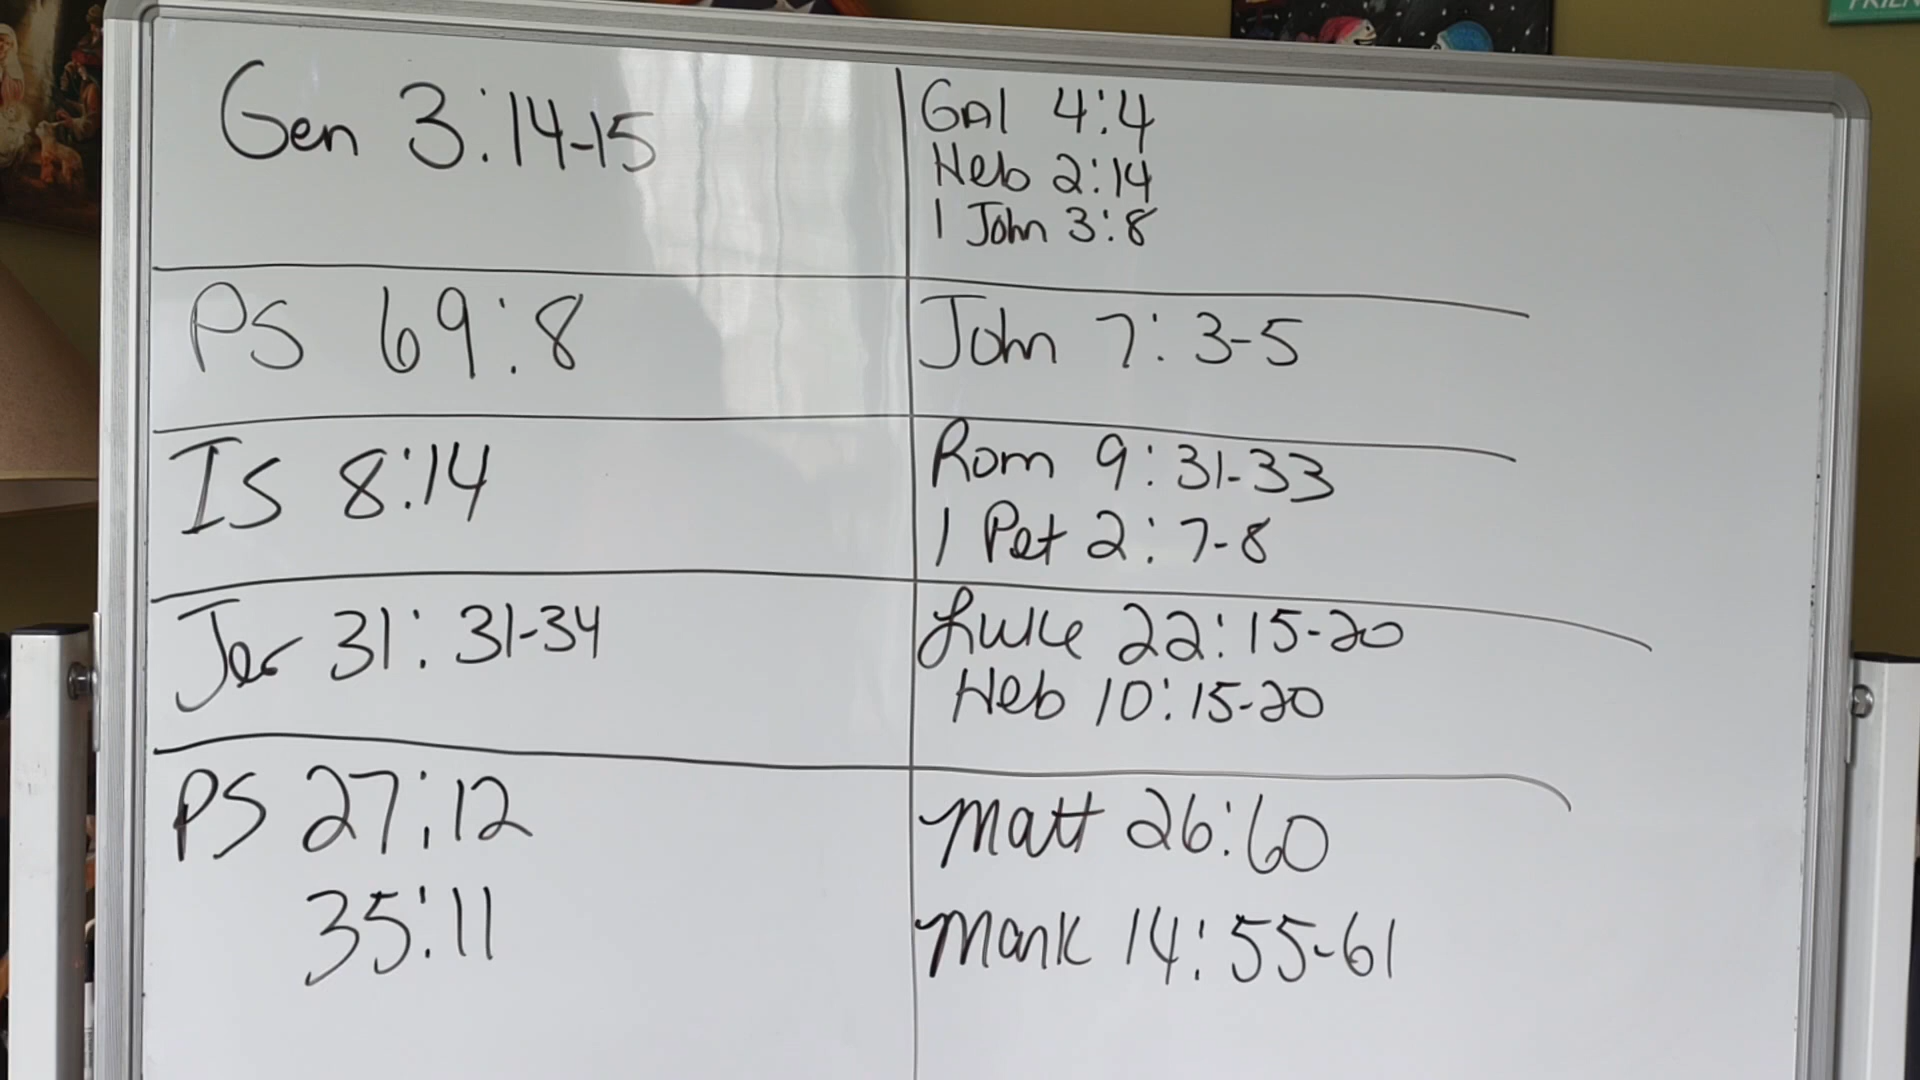 Gen 3:14-15
Gal 4:4
Heb 2:14
1 John 3:8
PS 69:8
John 7:3-5
IS 8:14
Rom 9:31-33
1 Pet 2:7-8
Jer 31:31-34
Luke 22:15-20
Heb 10:15-20
PS 27:12
35:11
Matt 26:60
Mark 14:55-61